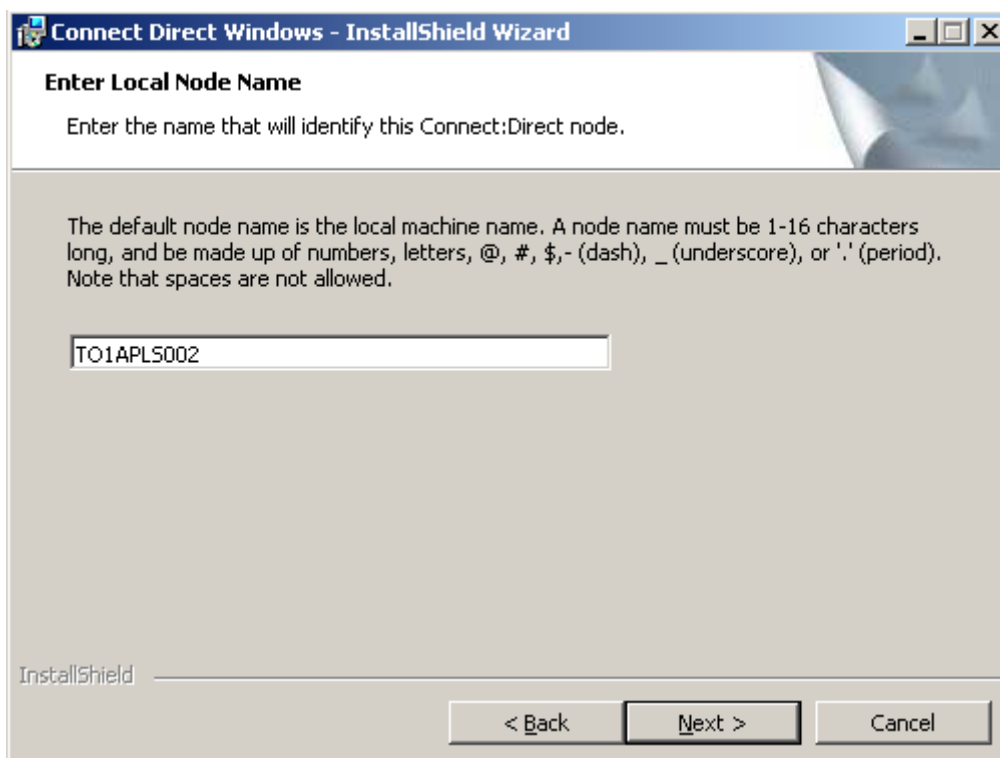 Connect Direct Windows - InstallShield Wizard
Enter Local Node Name
Enter the name that will identify this Connect:Direct node.
The default node name is the local machine name. A node name must be 1-16 characters
long, and be made up of numbers, letters, @, #, $,- (dash), _ (underscore), or '.' (period).
Note that spaces are not allowed.
TO1APLS002
InstallShield
< Back
Next >
Cancel